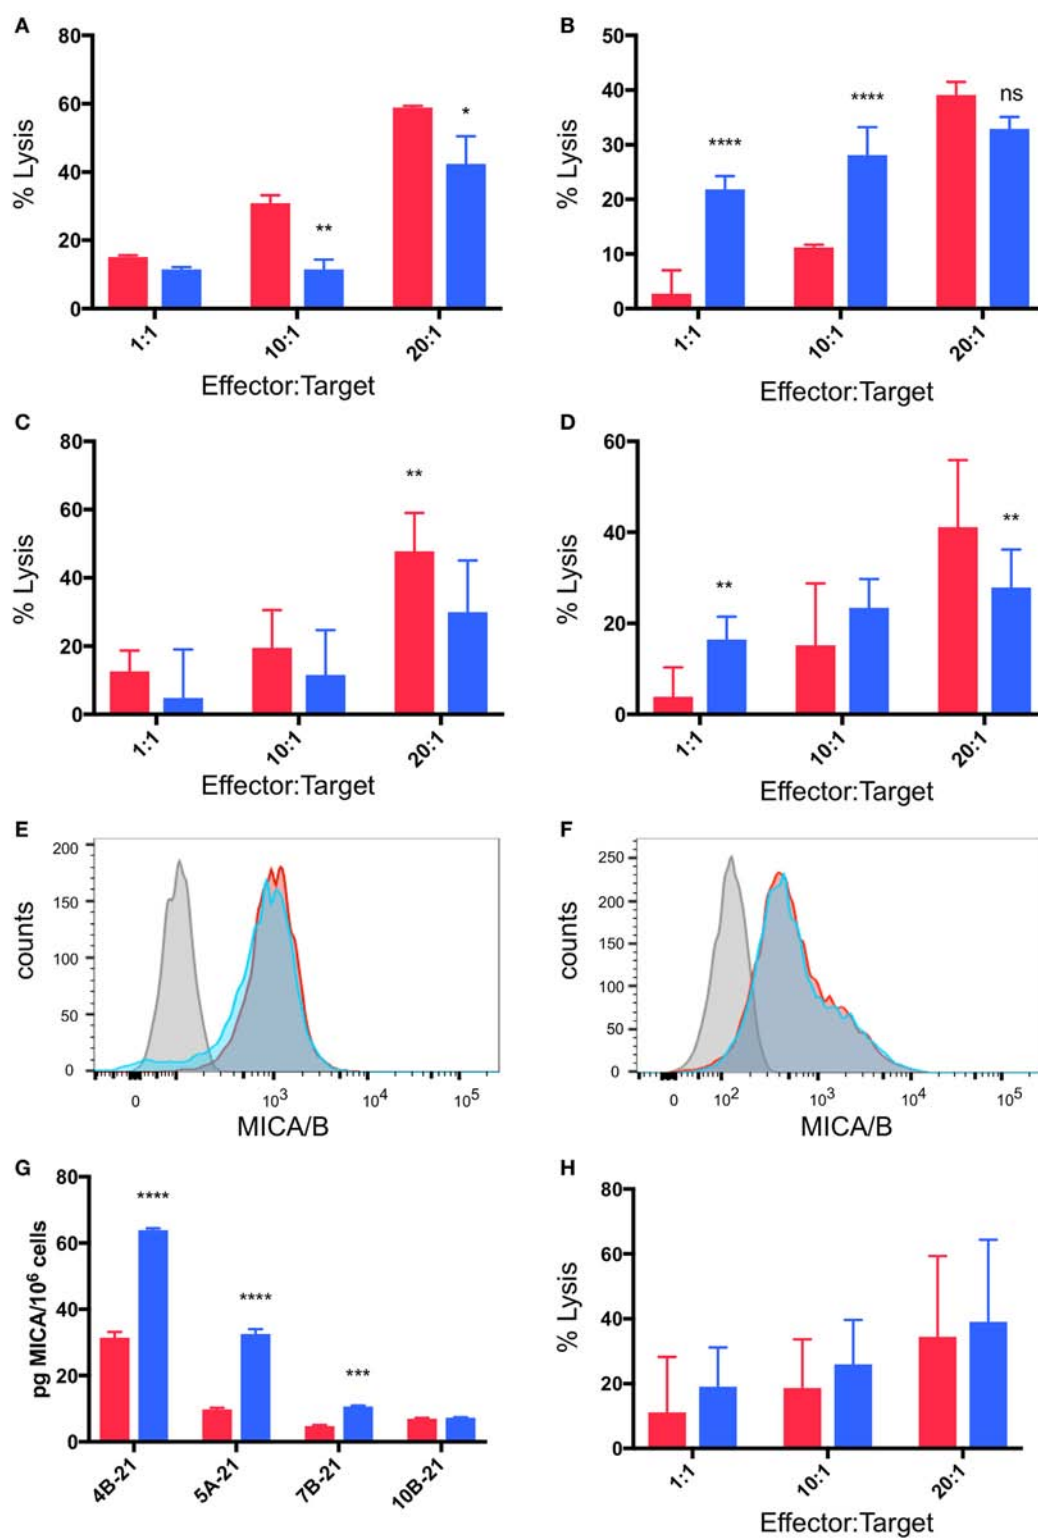 A
80
60
40
20
0
% Lysis
**
*
1:1
10:1
20:1
Effector:Target
B
50
40
30
20
10
0
% Lysis
****
****
ns
1:1
10:1
20:1
Effector:Target
C
80
60
40
20
0
% Lysis
**
1:1
10:1
20:1
Effector:Target
D
60
40
20
0
% Lysis
**
**
1:1
10:1
20:1
Effector:Target
E
200
150
100
50
0
counts
0
10³
10⁴
10⁵
MICA/B
F
250
200
150
100
50
0
counts
0
10²
10³
10⁴
10⁵
MICA/B
G
80
60
40
20
0
pg MICA/10⁶ cells
****
****
***
4B-21
5A-21
7B-21
10B-21
H
80
60
40
20
0
% Lysis
1:1
10:1
20:1
Effector:Target